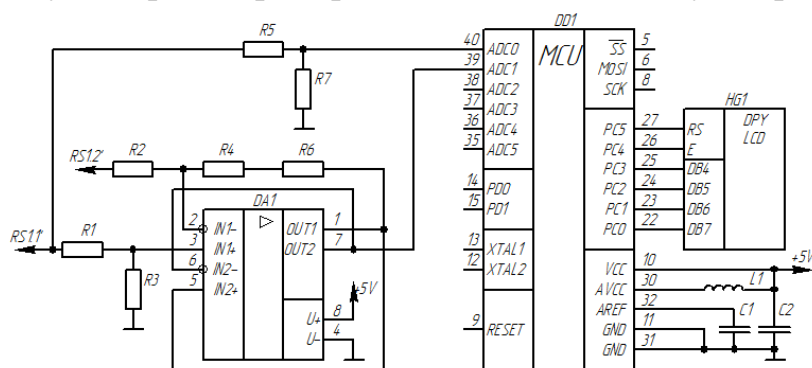 DD1
R5
40 ADC0 MCU SS 5
39 ADC1 MOSI 6
38 ADC2 SCK 8
R7
37 ADC3
HG1
36 ADC4 PC5 27 RS DPY
LCD
35 ADC5 PC4 26 E
R2 R4 R6
RS1.2'
PC3 25 DB4
14 PD0 PC2 24 DB5
15 PD1 PC1 23 DB6
PC0 22 DB7
DA1
2 IN1- OUT1 1
R1
RS1.1'
3 IN1+ OUT2 7
13 XTAL1
6 IN2-
12 XTAL2 VCC 10 +5V
5 IN2+
R3
+5V
AVCC 30 L1
AREF 32 C1 C2
U+ 8
9 RESET GND 11
U- 4
GND 31